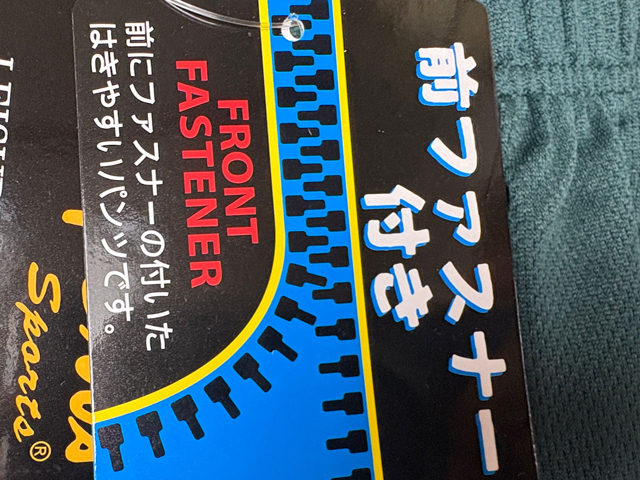 前ファスナー
付き
FRONT
FASTENER
前にファスナーの付いた
はきやすいパンツです。
Sports®